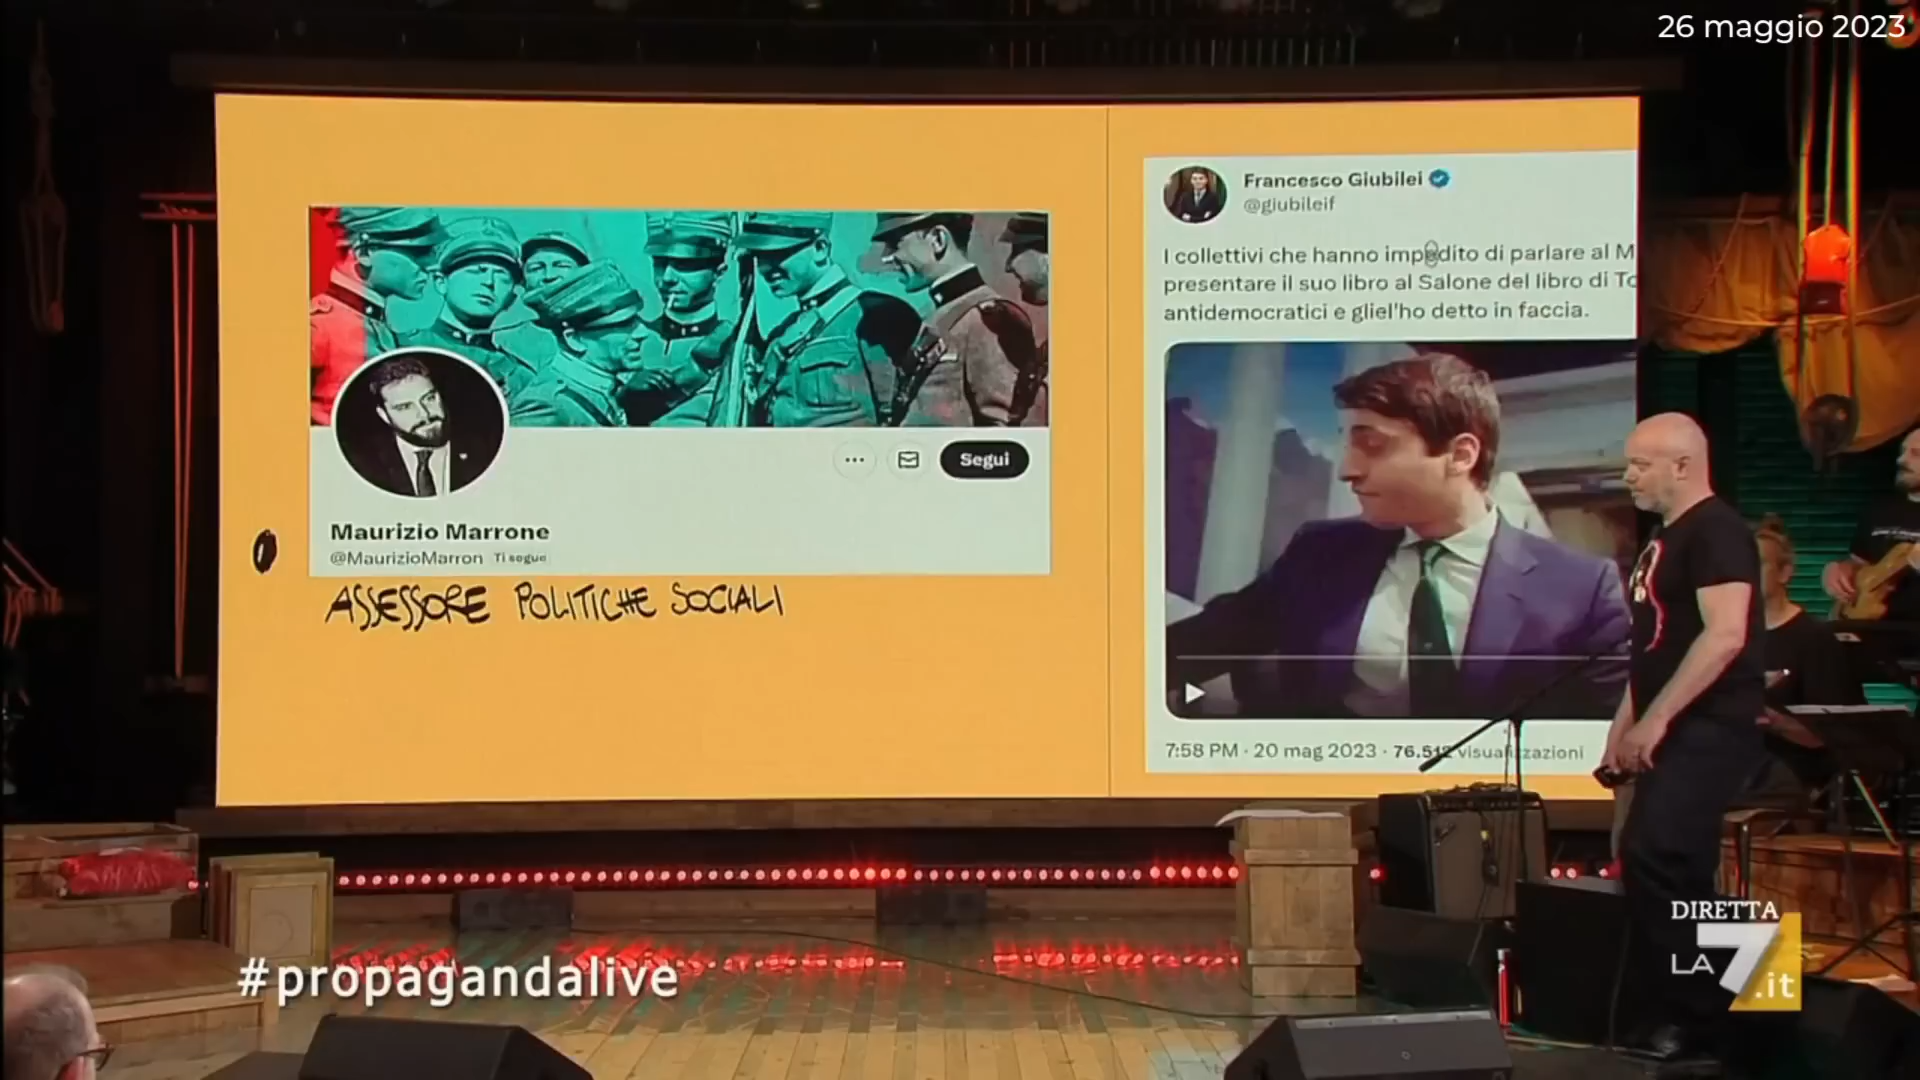 26 maggio 2023
Francesco Giubilei
@giubileif
I collettivi che hanno impedito di parlare al M
presentare il suo libro al Salone del libro di To
antidemocratici e gliel'ho detto in faccia.
Segui
Maurizio Marrone
@MaurizioMarron Ti segue
ASSESSORE POLITICHE SOCIALI
7:58 PM · 20 mag 2023 · 76.512 visualizzazioni
DIRETTA
LA7.it
#propagandalive